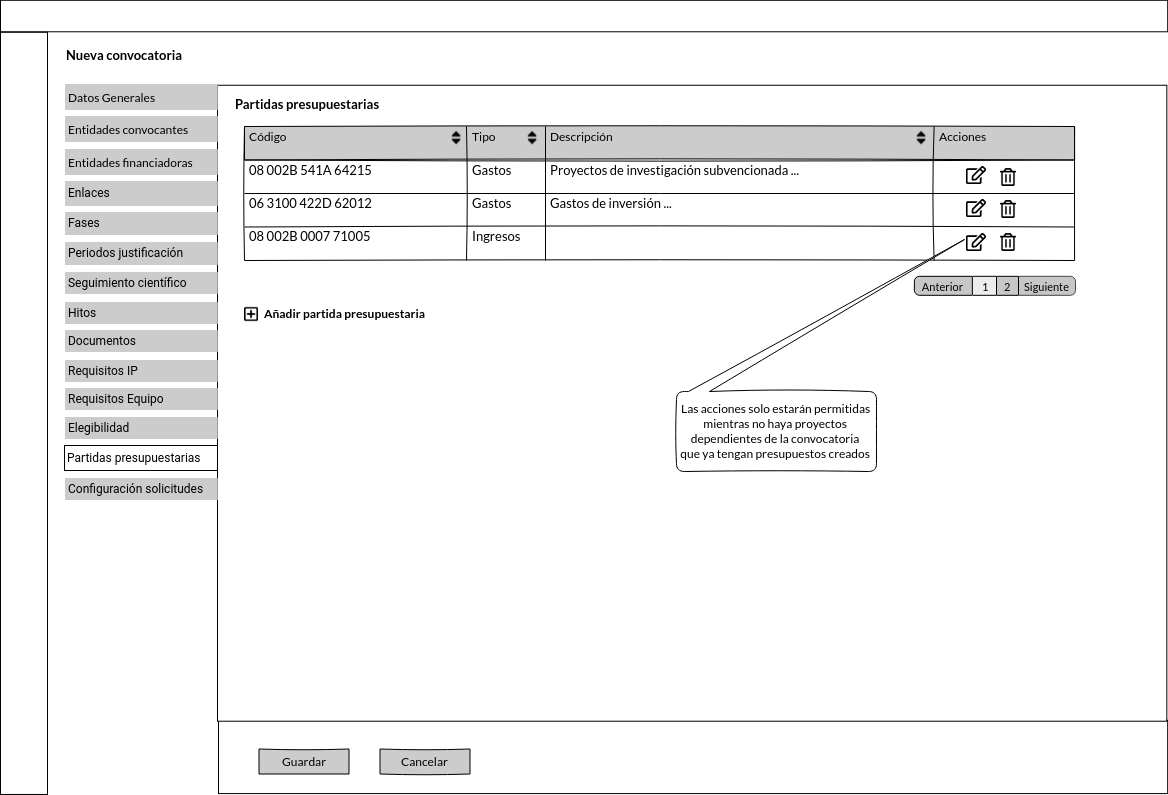 Nueva convocatoria
Datos Generales
Entidades convocantes
Entidades financiadoras
Enlaces
Fases
Periodos justificación
Seguimiento científico
Hitos
Documentos
Requisitos IP
Requisitos Equipo
Elegibilidad
Partidas presupuestarias
Configuración solicitudes
Partidas presupuestarias
Código Tipo Descripción Acciones
08 002B 541A 64215 Gastos Proyectos de investigación subvencionada ...
06 3100 422D 62012 Gastos Gastos de inversión ...
08 002B 0007 71005 Ingresos
Anterior 1 2 Siguiente
Añadir partida presupuestaria
Las acciones solo estarán permitidas
mientras no haya proyectos
dependientes de la convocatoria
que ya tengan presupuestos creados
Guardar Cancelar